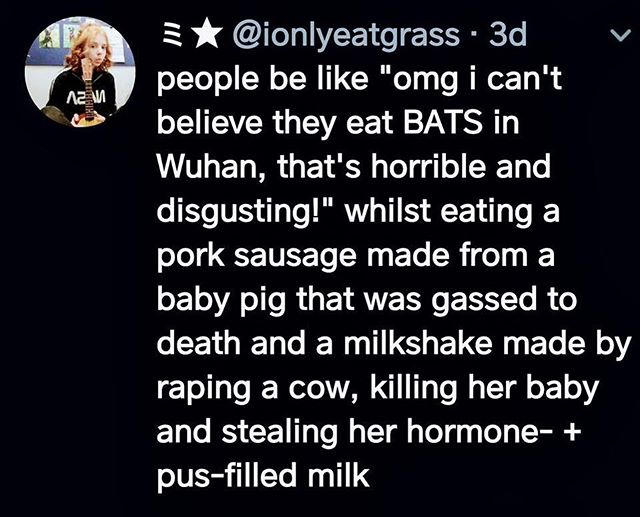 ミ★ @ionlyeatgrass · 3d
people be like "omg i can't
believe they eat BATS in
Wuhan, that's horrible and
disgusting!" whilst eating a
pork sausage made from a
baby pig that was gassed to
death and a milkshake made by
raping a cow, killing her baby
and stealing her hormone- +
pus-filled milk